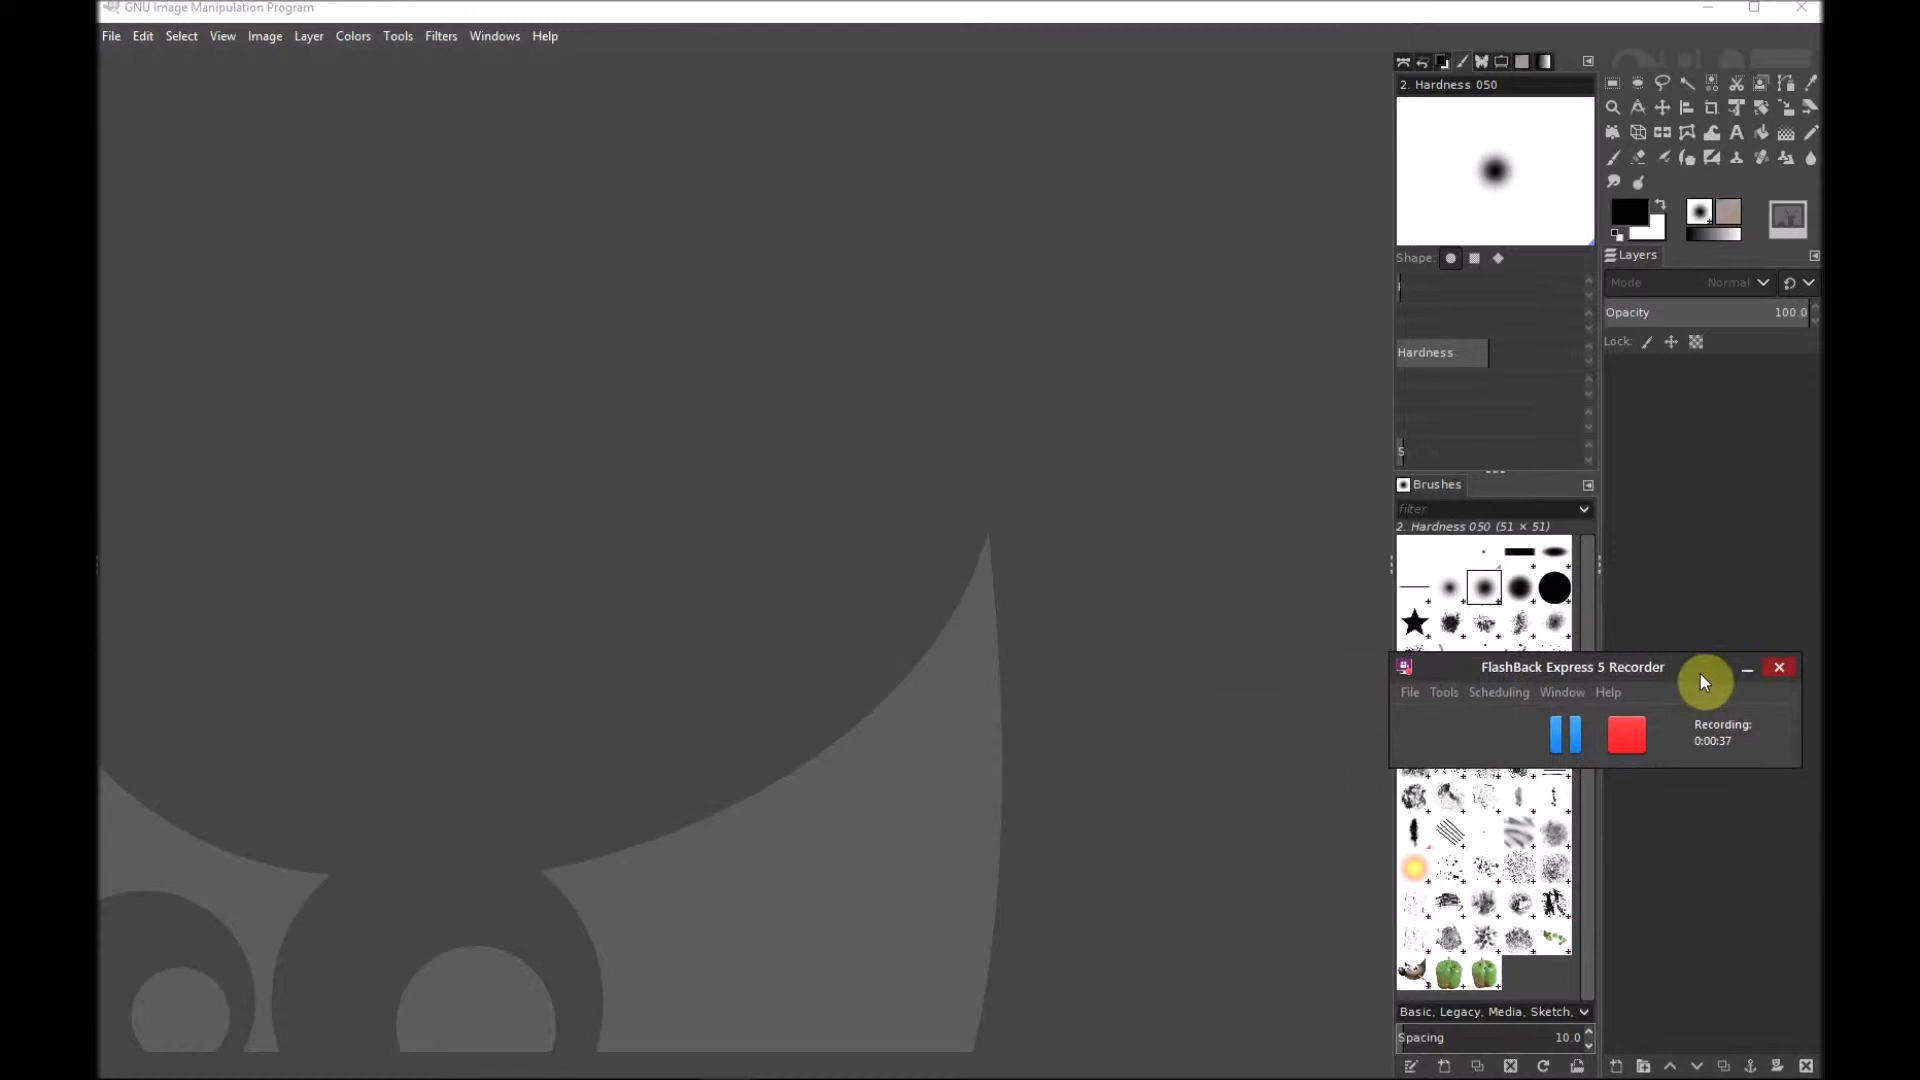 GNU Image Manipulation Program
File Edit Select View Image Layer Colors Tools Filters Windows Help
2. Hardness 050
Shape:
Hardness
S
Brushes
filter
2. Hardness 050 (51 × 51)
Basic, Legacy, Media, Sketch,
Spacing 10.0
Layers
Mode Normal
Opacity 100.0
Lock:
FlashBack Express 5 Recorder
File Tools Scheduling Window Help
Recording:
0:00:37